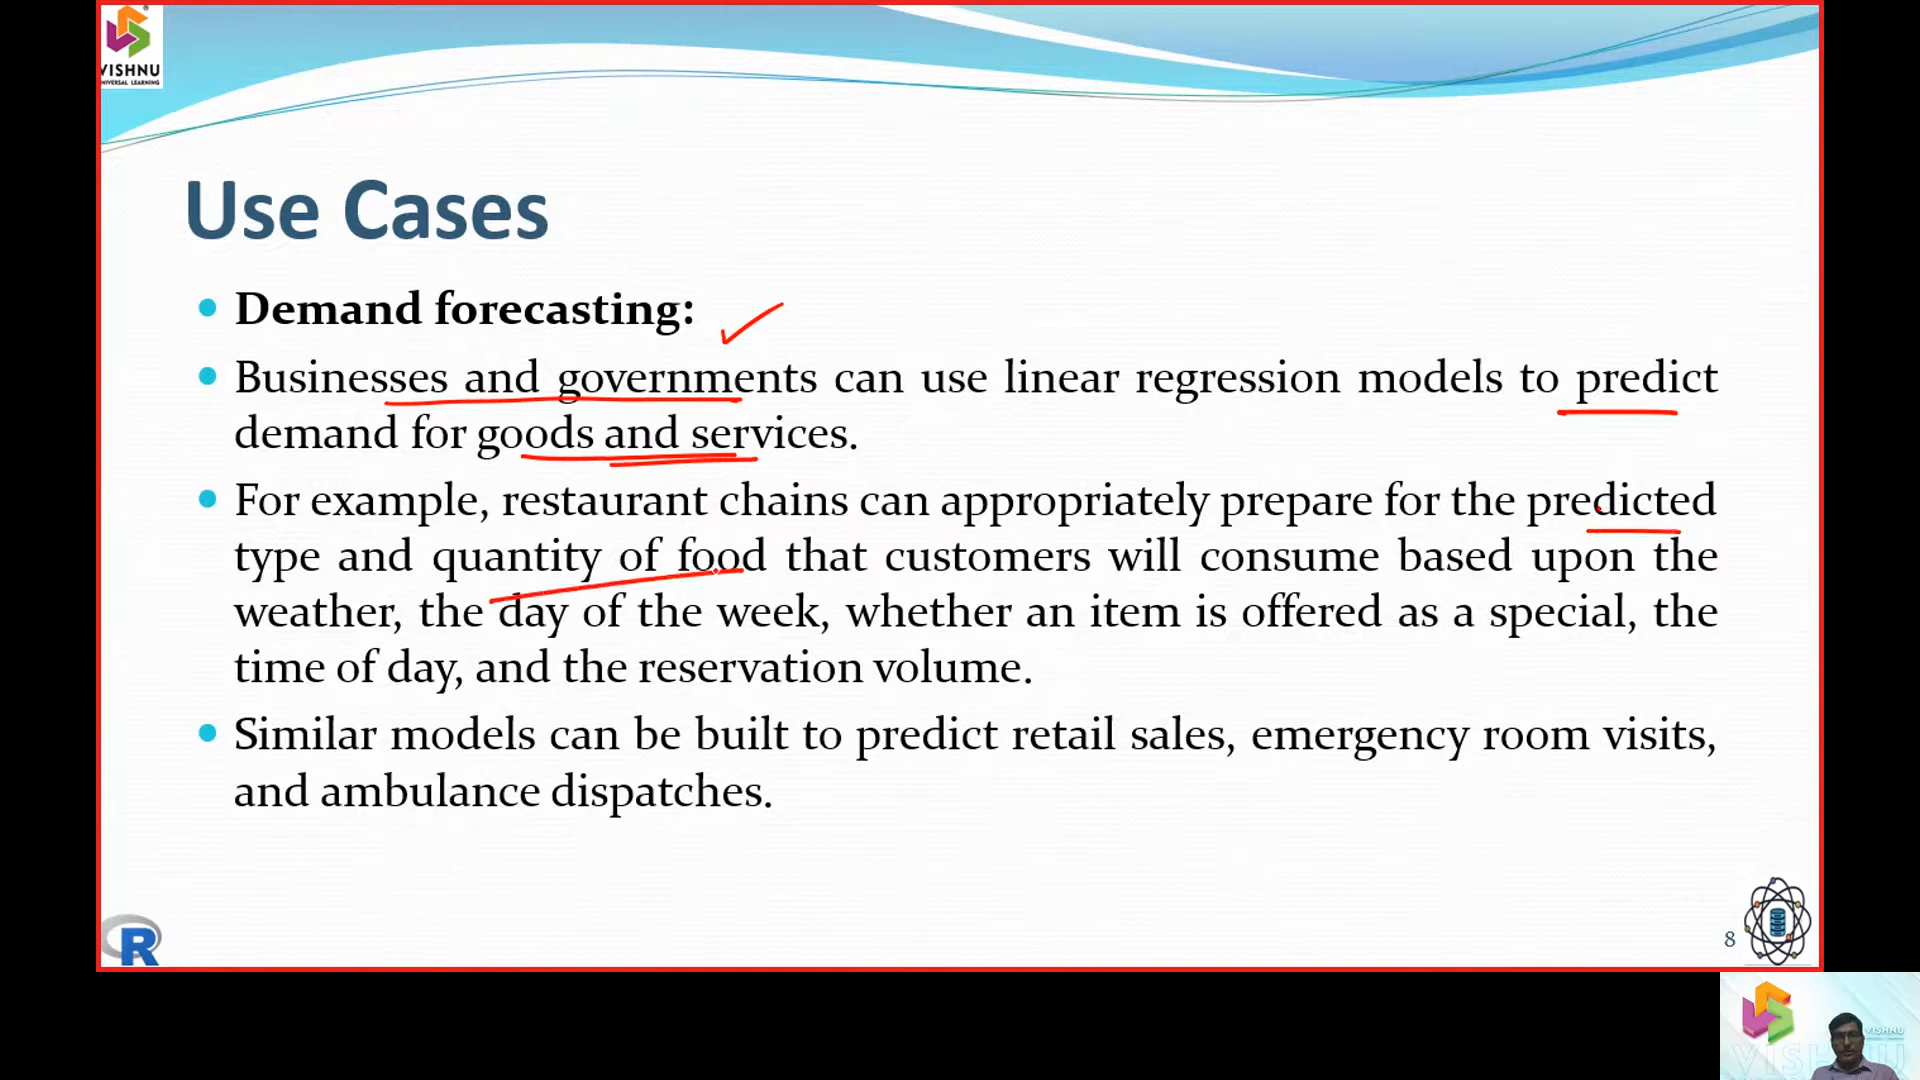 VISHNU
UNIVERSAL LEARNING
Use Cases
Demand forecasting:
Businesses and governments can use linear regression models to predict
demand for goods and services.
For example, restaurant chains can appropriately prepare for the predicted
type and quantity of food that customers will consume based upon the
weather, the day of the week, whether an item is offered as a special, the
time of day, and the reservation volume.
Similar models can be built to predict retail sales, emergency room visits,
and ambulance dispatches.
R
8
VISHNU